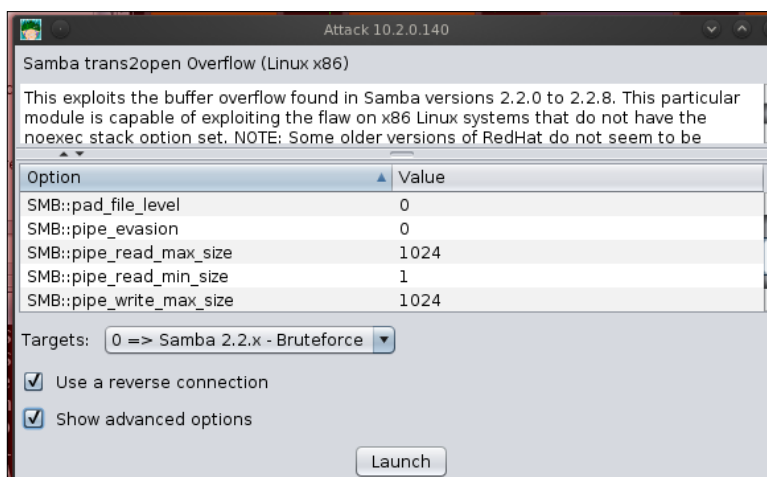 Attack 10.2.0.140
Samba trans2open Overflow (Linux x86)
This exploits the buffer overflow found in Samba versions 2.2.0 to 2.2.8. This particular
module is capable of exploiting the flaw on x86 Linux systems that do not have the
noexec stack option set. NOTE: Some older versions of RedHat do not seem to be
Option Value
SMB::pad_file_level 0
SMB::pipe_evasion 0
SMB::pipe_read_max_size 1024
SMB::pipe_read_min_size 1
SMB::pipe_write_max_size 1024
Targets: 0 => Samba 2.2.x - Bruteforce
Use a reverse connection
Show advanced options
Launch